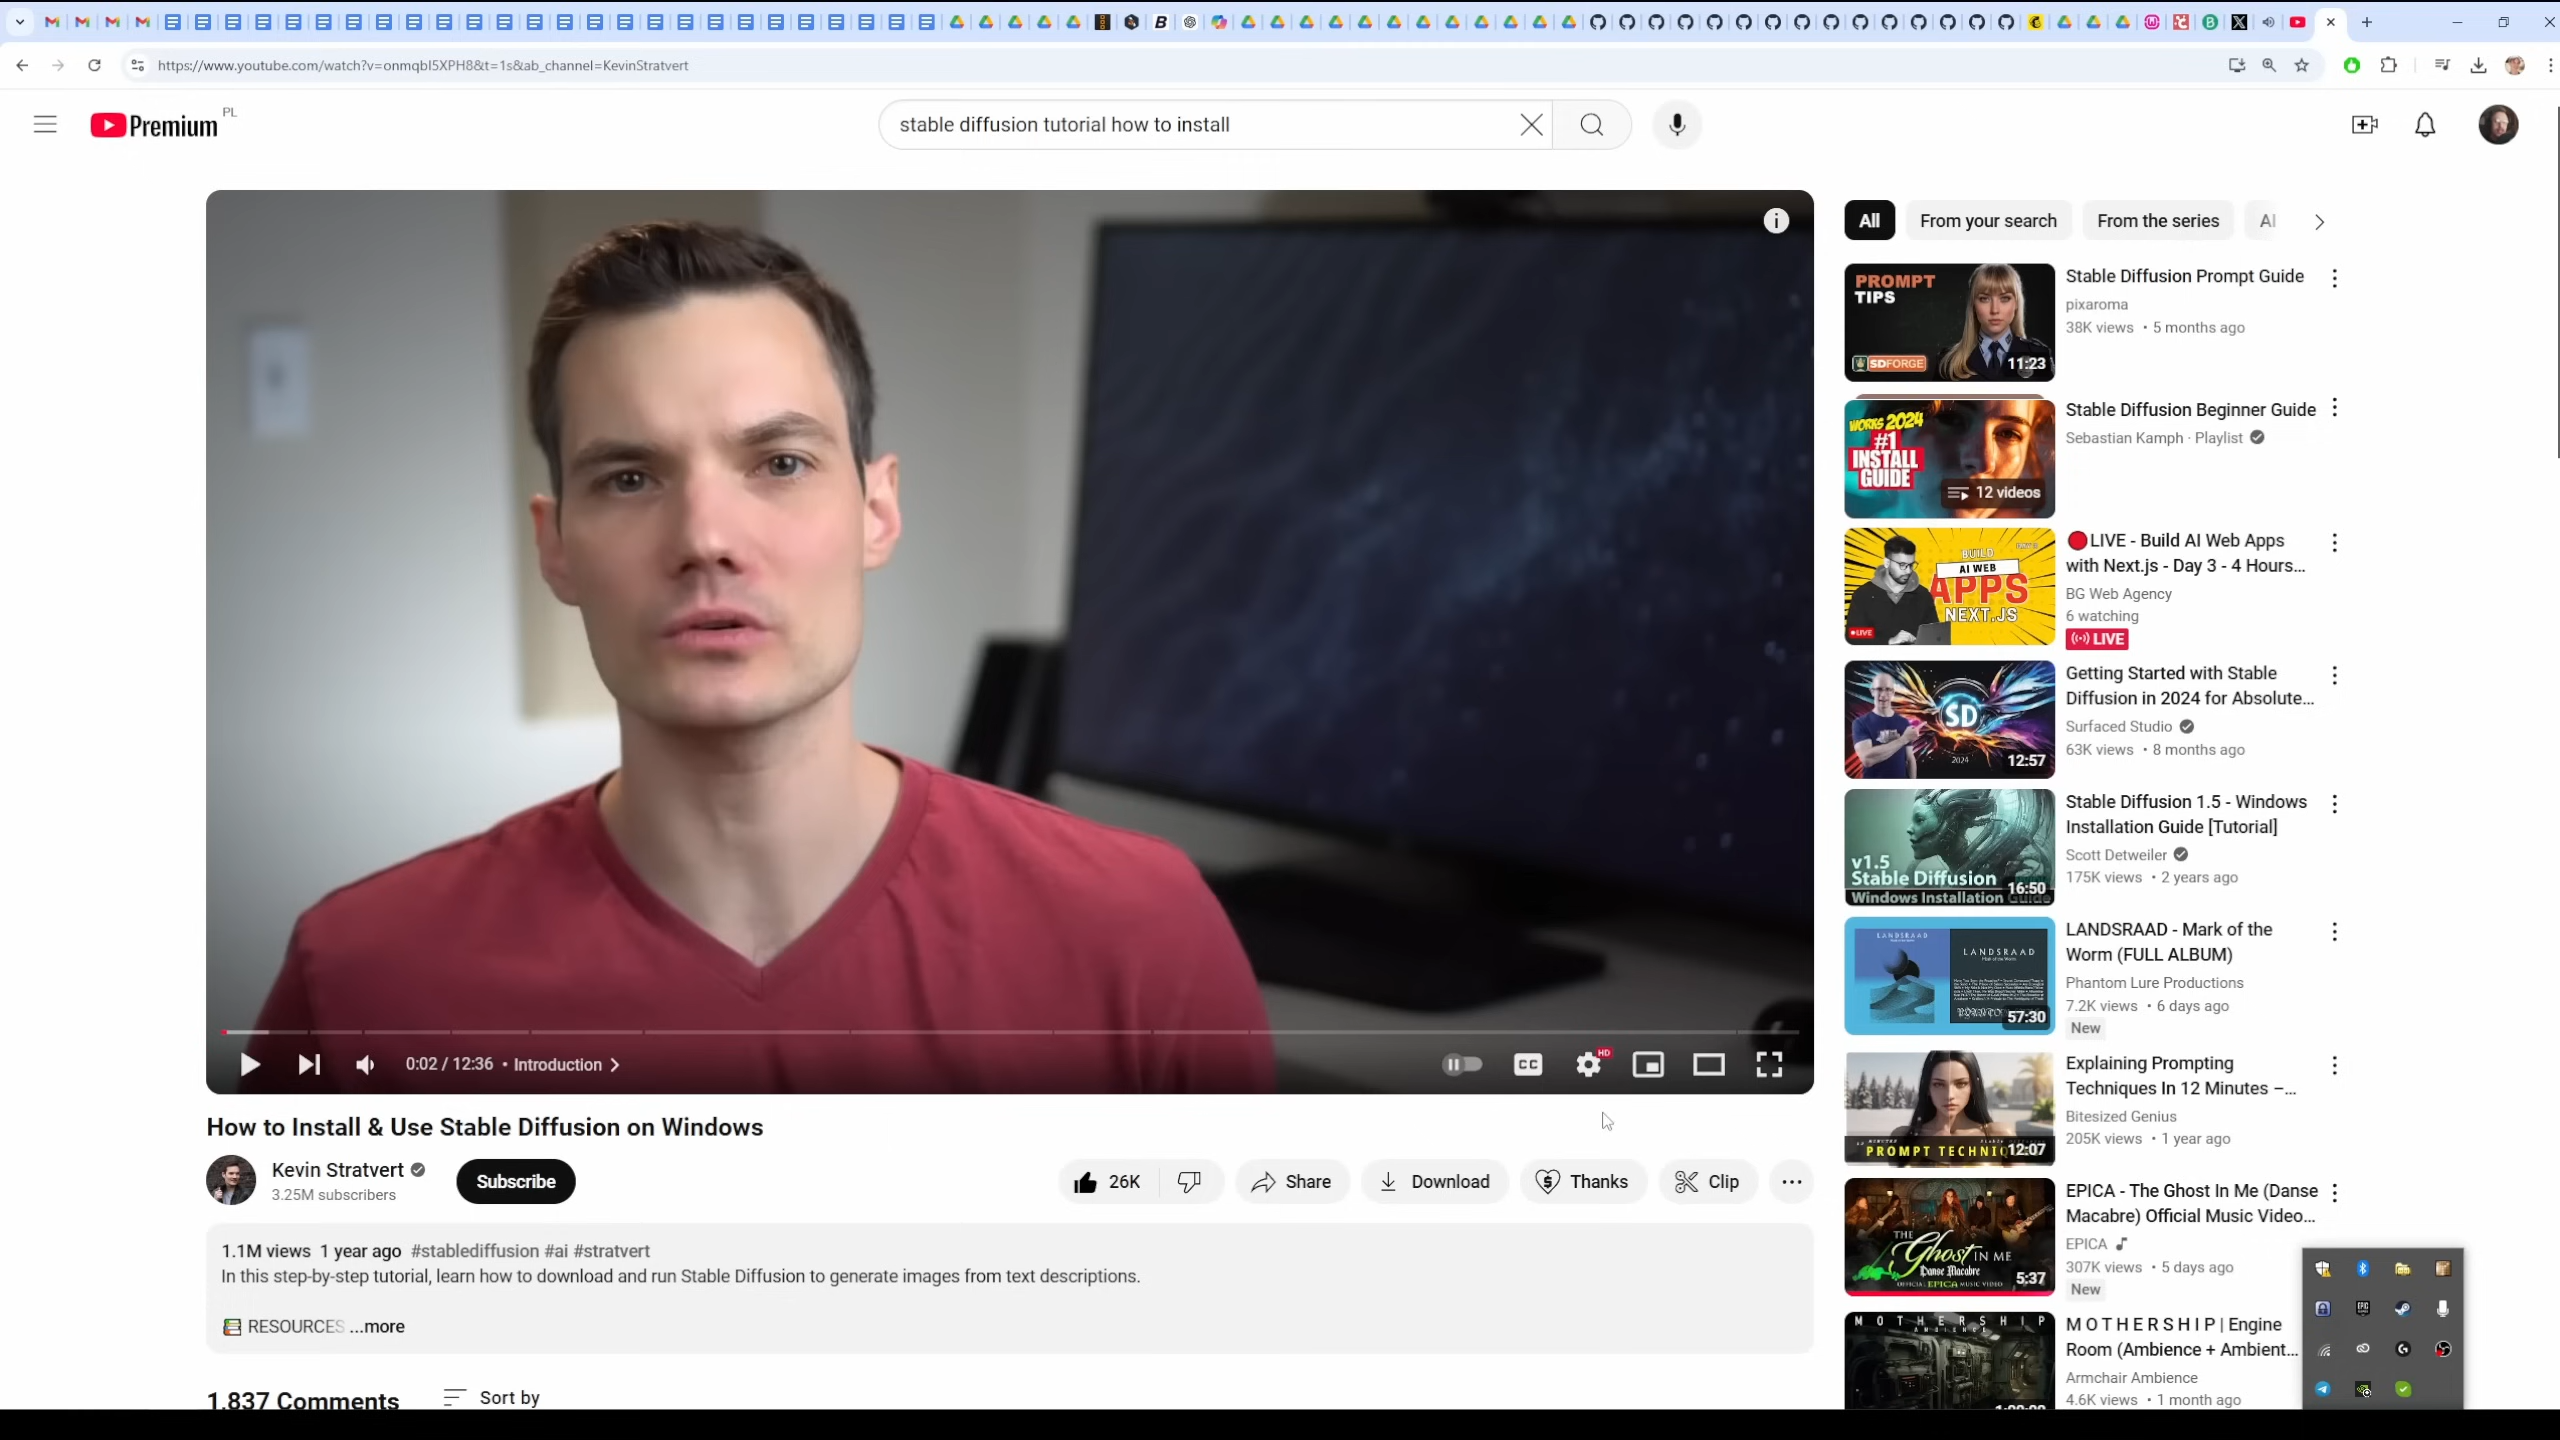 https://www.youtube.com/watch?v=onmqbI5XPH8&t=1s&ab_channel=KevinStratvert
Premium PL
stable diffusion tutorial how to install
All
From your search
From the series
AI
PROMPT
TIPS
SDFORGE
11:23
Stable Diffusion Prompt Guide
pixaroma
38K views • 5 months ago
WORKS 2024
#1
INSTALL
GUIDE
12 videos
Stable Diffusion Beginner Guide
Sebastian Kamph · Playlist
BUILD
AI WEB
APPS
NEXT.JS
LIVE
🔴LIVE - Build AI Web Apps
with Next.js - Day 3 - 4 Hours...
BG Web Agency
6 watching
LIVE
SD
2024
12:57
Getting Started with Stable
Diffusion in 2024 for Absolute...
Surfaced Studio
63K views • 8 months ago
v1.5
Stable Diffusion
Windows Installation Guide
16:50
Stable Diffusion 1.5 - Windows
Installation Guide [Tutorial]
Scott Detweiler
175K views • 2 years ago
LANDSRAAD
LANDSRAAD
57:30
LANDSRAAD - Mark of the
Worm (FULL ALBUM)
Phantom Lure Productions
7.2K views • 6 days ago
New
PROMPT TECHNI
12:07
Explaining Prompting
Techniques In 12 Minutes –...
Bitesized Genius
205K views • 1 year ago
THE
Ghost IN ME
Danse Macabre
OFFICIAL EPICA MUSIC VIDEO
5:37
EPICA - The Ghost In Me (Danse
Macabre) Official Music Video...
EPICA
307K views • 5 days ago
New
MOTHERSHIP
AMBIENCE
M O T H E R S H I P | Engine
Room (Ambience + Ambient...
Armchair Ambience
4.6K views • 1 month ago
0:02 / 12:36 • Introduction
CC
HD
How to Install & Use Stable Diffusion on Windows
Kevin Stratvert
3.25M subscribers
Subscribe
26K
Share
Download
Thanks
Clip
1.1M views 1 year ago #stablediffusion #ai #stratvert
In this step-by-step tutorial, learn how to download and run Stable Diffusion to generate images from text descriptions.
RESOURCES ...more
1,837 Comments
Sort by